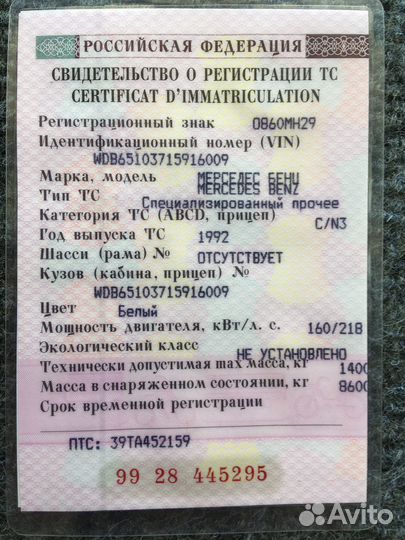 РОССИЙСКАЯ ФЕДЕРАЦИЯ
СВИДЕТЕЛЬСТВО О РЕГИСТРАЦИИ ТС
CERTIFICAT D'IMMATRICULATION
Регистрационный знак О860МН29
Идентификационный номер (VIN)
WDB65103715916009
Марка, модель МЕРСЕДЕС БЕНЦ
MERCEDES BENZ
Тип ТС Специализированный прочее
Категория ТС (ABCD, прицеп) C/N3
Год выпуска ТС 1992
Шасси (рама) № ОТСУТСТВУЕТ
Кузов (кабина, прицеп) №
WDB65103715916009
Цвет Белый
Мощность двигателя, кВт/л. с. 160/218
Экологический класс НЕ УСТАНОВЛЕНО
Технически допустимая max масса, кг 1400
Масса в снаряженном состоянии, кг 8600
Срок временной регистрации
ПТС: 39ТА452159
99 28 445295
Avito